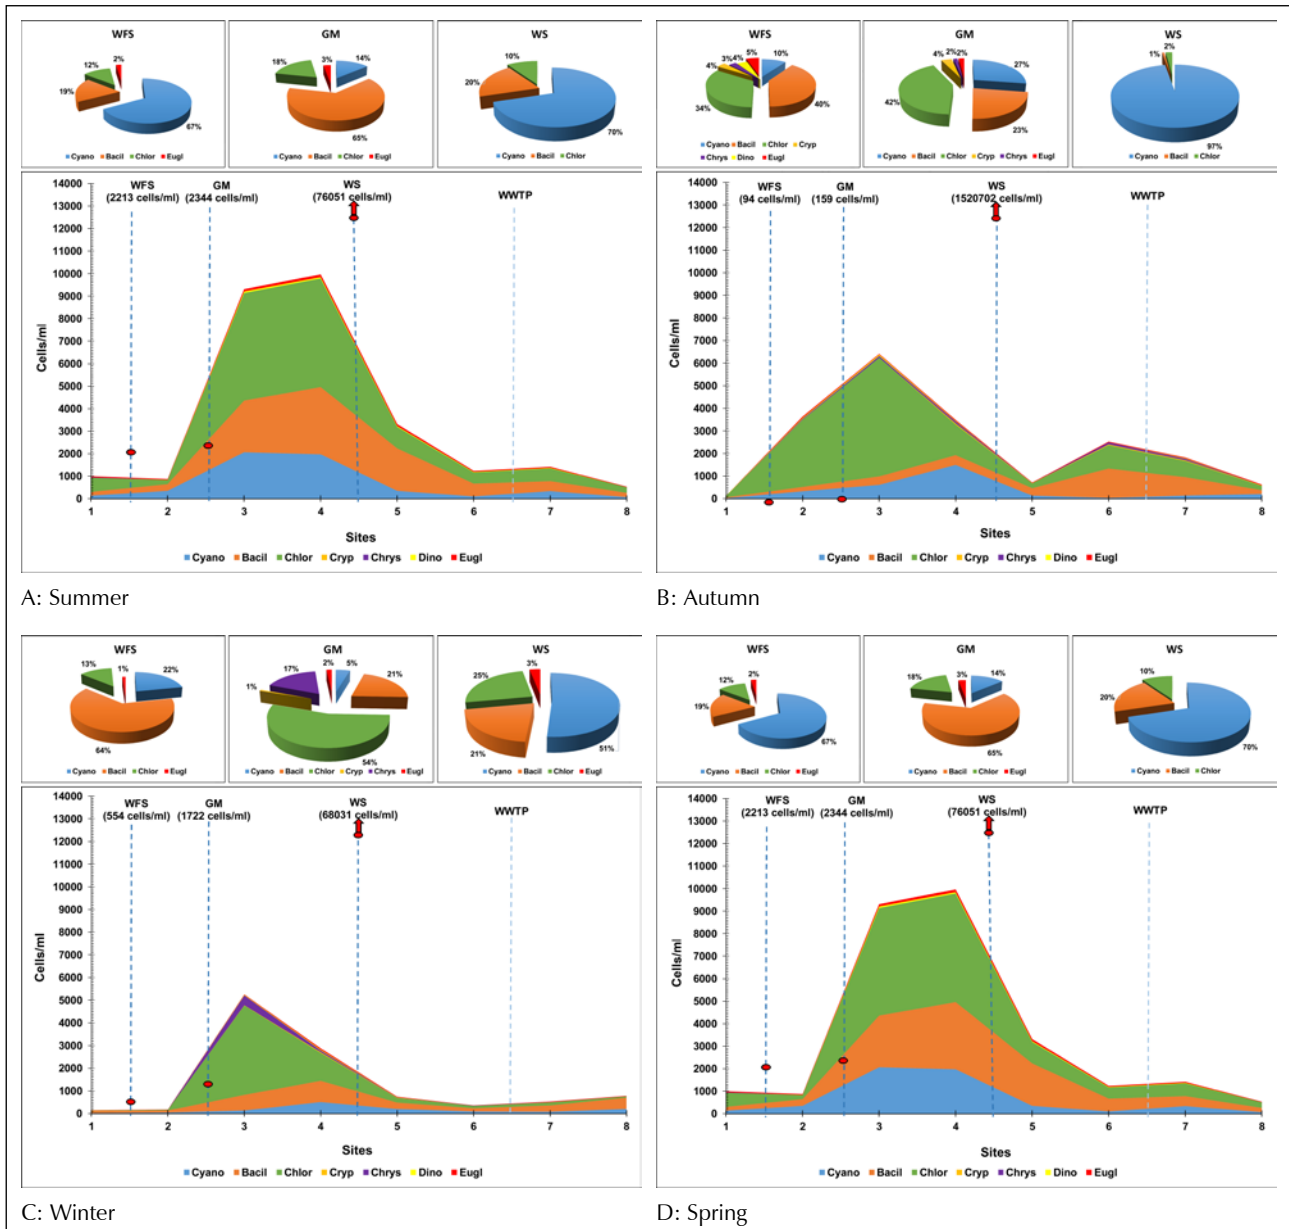 WFS
12%
2%
19%
67%
Cyano Bacil Chlor Eugl
GM
18%
3%
14%
65%
Cyano Bacil Chlor Eugl
WS
10%
20%
70%
Cyano Bacil Chlor
14000
13000
12000
11000
10000
9000
8000
7000
6000
5000
4000
3000
2000
1000
0
Cells/ml
WFS
(2213 cells/ml)
GM
(2344 cells/ml)
WS
(76051 cells/ml)
WWTP
1 2 3 4 5 6 7 8
Sites
Cyano Bacil Chlor Cryp Chrys Dino Eugl
A: Summer
WFS
4%
3%
4%
5%
10%
34%
40%
Cyano Bacil Chlor Cryp
Chrys Dino Eugl
GM
4%
2%
2%
27%
42%
23%
Cyano Bacil Chlor Cryp Chrys Eugl
WS
1%
2%
97%
Cyano Bacil Chlor
14000
13000
12000
11000
10000
9000
8000
7000
6000
5000
4000
3000
2000
1000
0
Cells/ml
WFS
(94 cells/ml)
GM
(159 cells/ml)
WS
(1520702 cells/ml)
WWTP
1 2 3 4 5 6 7 8
Sites
Cyano Bacil Chlor Cryp Chrys Dino Eugl
B: Autumn
WFS
13%
1%
22%
64%
Cyano Bacil Chlor Eugl
GM
17%
2%
5%
21%
1%
54%
Cyano Bacil Chlor Cryp Chrys Eugl
WS
25%
3%
21%
51%
Cyano Bacil Chlor Eugl
14000
13000
12000
11000
10000
9000
8000
7000
6000
5000
4000
3000
2000
1000
0
Cells/ml
WFS
(554 cells/ml)
GM
(1722 cells/ml)
WS
(68031 cells/ml)
WWTP
1 2 3 4 5 6 7 8
Sites
Cyano Bacil Chlor Cryp Chrys Dino Eugl
C: Winter
WFS
12%
2%
19%
67%
Cyano Bacil Chlor Eugl
GM
18%
3%
14%
65%
Cyano Bacil Chlor Eugl
WS
10%
20%
70%
Cyano Bacil Chlor
14000
13000
12000
11000
10000
9000
8000
7000
6000
5000
4000
3000
2000
1000
0
Cells/ml
WFS
(2213 cells/ml)
GM
(2344 cells/ml)
WS
(76051 cells/ml)
WWTP
1 2 3 4 5 6 7 8
Sites
Cyano Bacil Chlor Cryp Chrys Dino Eugl
D: Spring